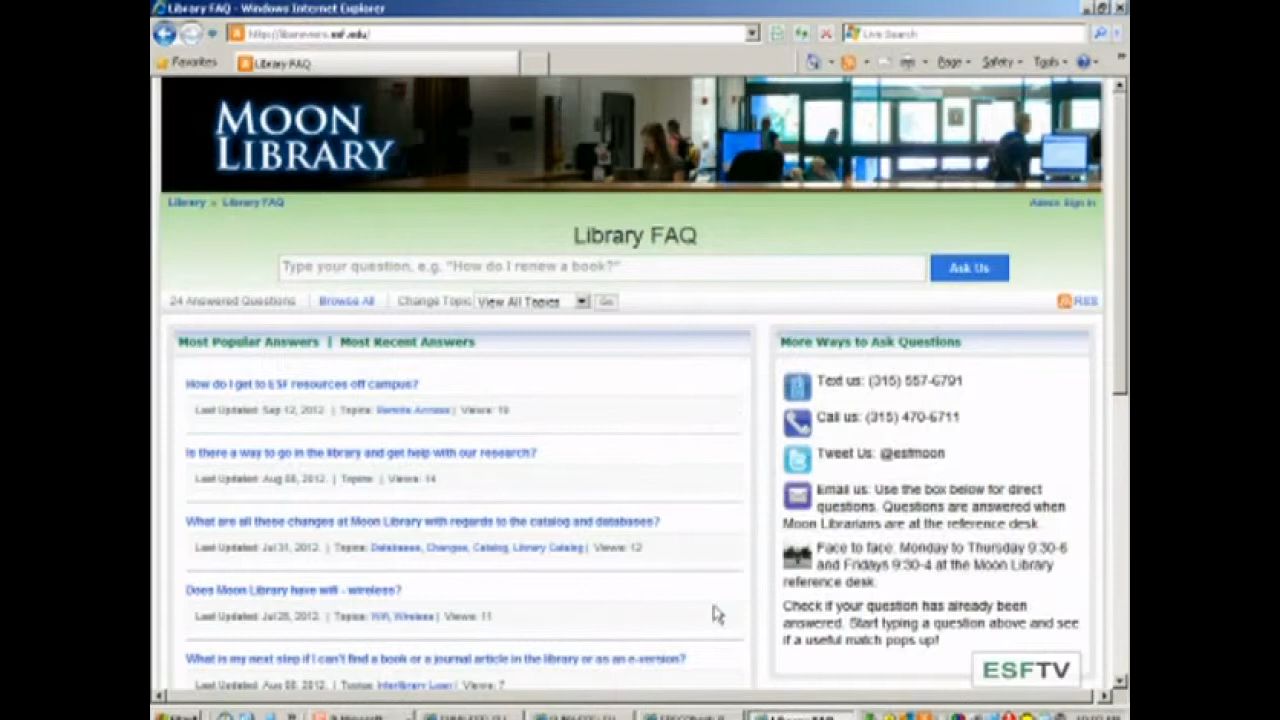 Library FAQ - Windows Internet Explorer
Live Search
Favorites
Library FAQ
Page
Safety
Tools
MOON
LIBRARY
Library » Library FAQ
Admin Sign In
Library FAQ
Type your question, e.g. "How do I renew a book?"
Ask Us
24 Answered Questions
Browse All
Change Topic
View All Topics
Go
RSS
Most Popular Answers | Most Recent Answers
How do I get to ESF resources off campus?
Last Updated: Sep 12, 2012. | Topics: Remote Access | Views: 19
Is there a way to go in the library and get help with our research?
Last Updated: Aug 08, 2012. | Topics: | Views: 14
What are all these changes at Moon Library with regards to the catalog and databases?
Last Updated: Jul 31, 2012. | Topics: Databases, Changes, Catalog, Library Catalog | Views: 12
Does Moon Library have wifi - wireless?
Last Updated: Jul 25, 2012. | Topics: Wifi, Wireless | Views: 11
What is my next step if I can't find a book or a journal article in the library or as an e-version?
Last Updated: Aug 08, 2012. | Topics: Interlibrary Loan | Views: 7
More Ways to Ask Questions
Text us: (315) 557-6791
Call us: (315) 470-6711
Tweet Us: @esfmoon
Email us: Use the box below for direct
questions. Questions are answered when
Moon Librarians are at the reference desk.
Face to face: Monday to Thursday 9:30-6
and Fridays 9:30-4 at the Moon Library
reference desk.
Check if your question has already been
answered. Start typing a question above and see
if a useful match pops up!
ESFTV
Library FAQ